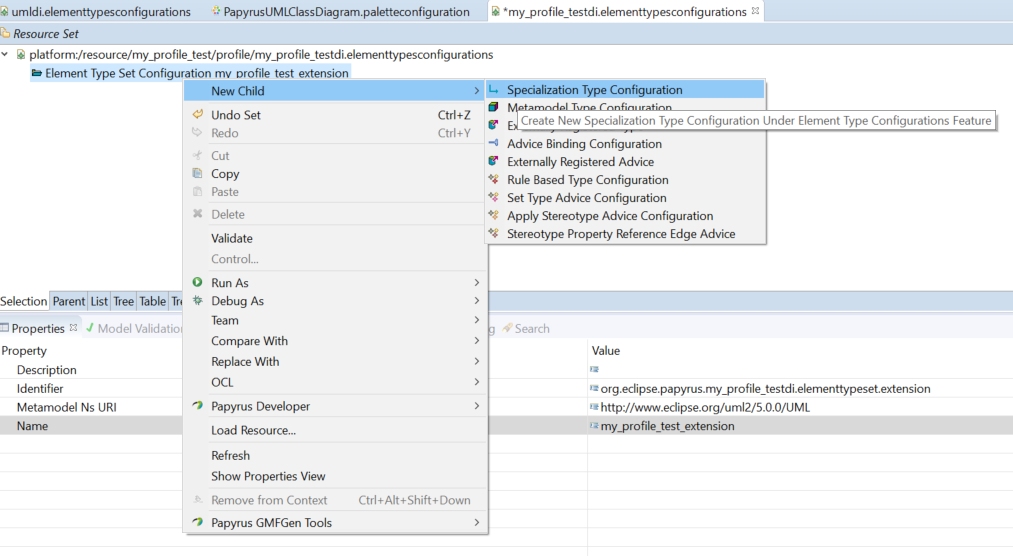 umldi.elementtypesconfigurations PapyrusUMLClassDiagram.paletteconfiguration *my_profile_testdi.elementtypesconfigurations
Resource Set
platform:/resource/my_profile_test/profile/my_profile_testdi.elementtypesconfigurations
Element Type Set Configuration my_profile_test_extension
New Child
Specialization Type Configuration
Metamodel Type Configuration
Create New Specialization Type Configuration Under Element Type Configurations Feature
Advice Binding Configuration
Externally Registered Advice
Rule Based Type Configuration
Set Type Advice Configuration
Apply Stereotype Advice Configuration
Stereotype Property Reference Edge Advice
Undo Set Ctrl+Z
Redo Ctrl+Y
Cut
Copy
Paste
Delete
Validate
Control...
Run As
Debug As
Team
Compare With
Replace With
OCL
Papyrus Developer
Load Resource...
Refresh
Show Properties View
Remove from Context Ctrl+Alt+Shift+Down
Papyrus GMFGen Tools
Selection Parent List Tree Table
Properties Model Validation Search
Property Value
Description
Identifier org.eclipse.papyrus.my_profile_testdi.elementtypeset.extension
Metamodel Ns URI http://www.eclipse.org/uml2/5.0.0/UML
Name my_profile_test_extension